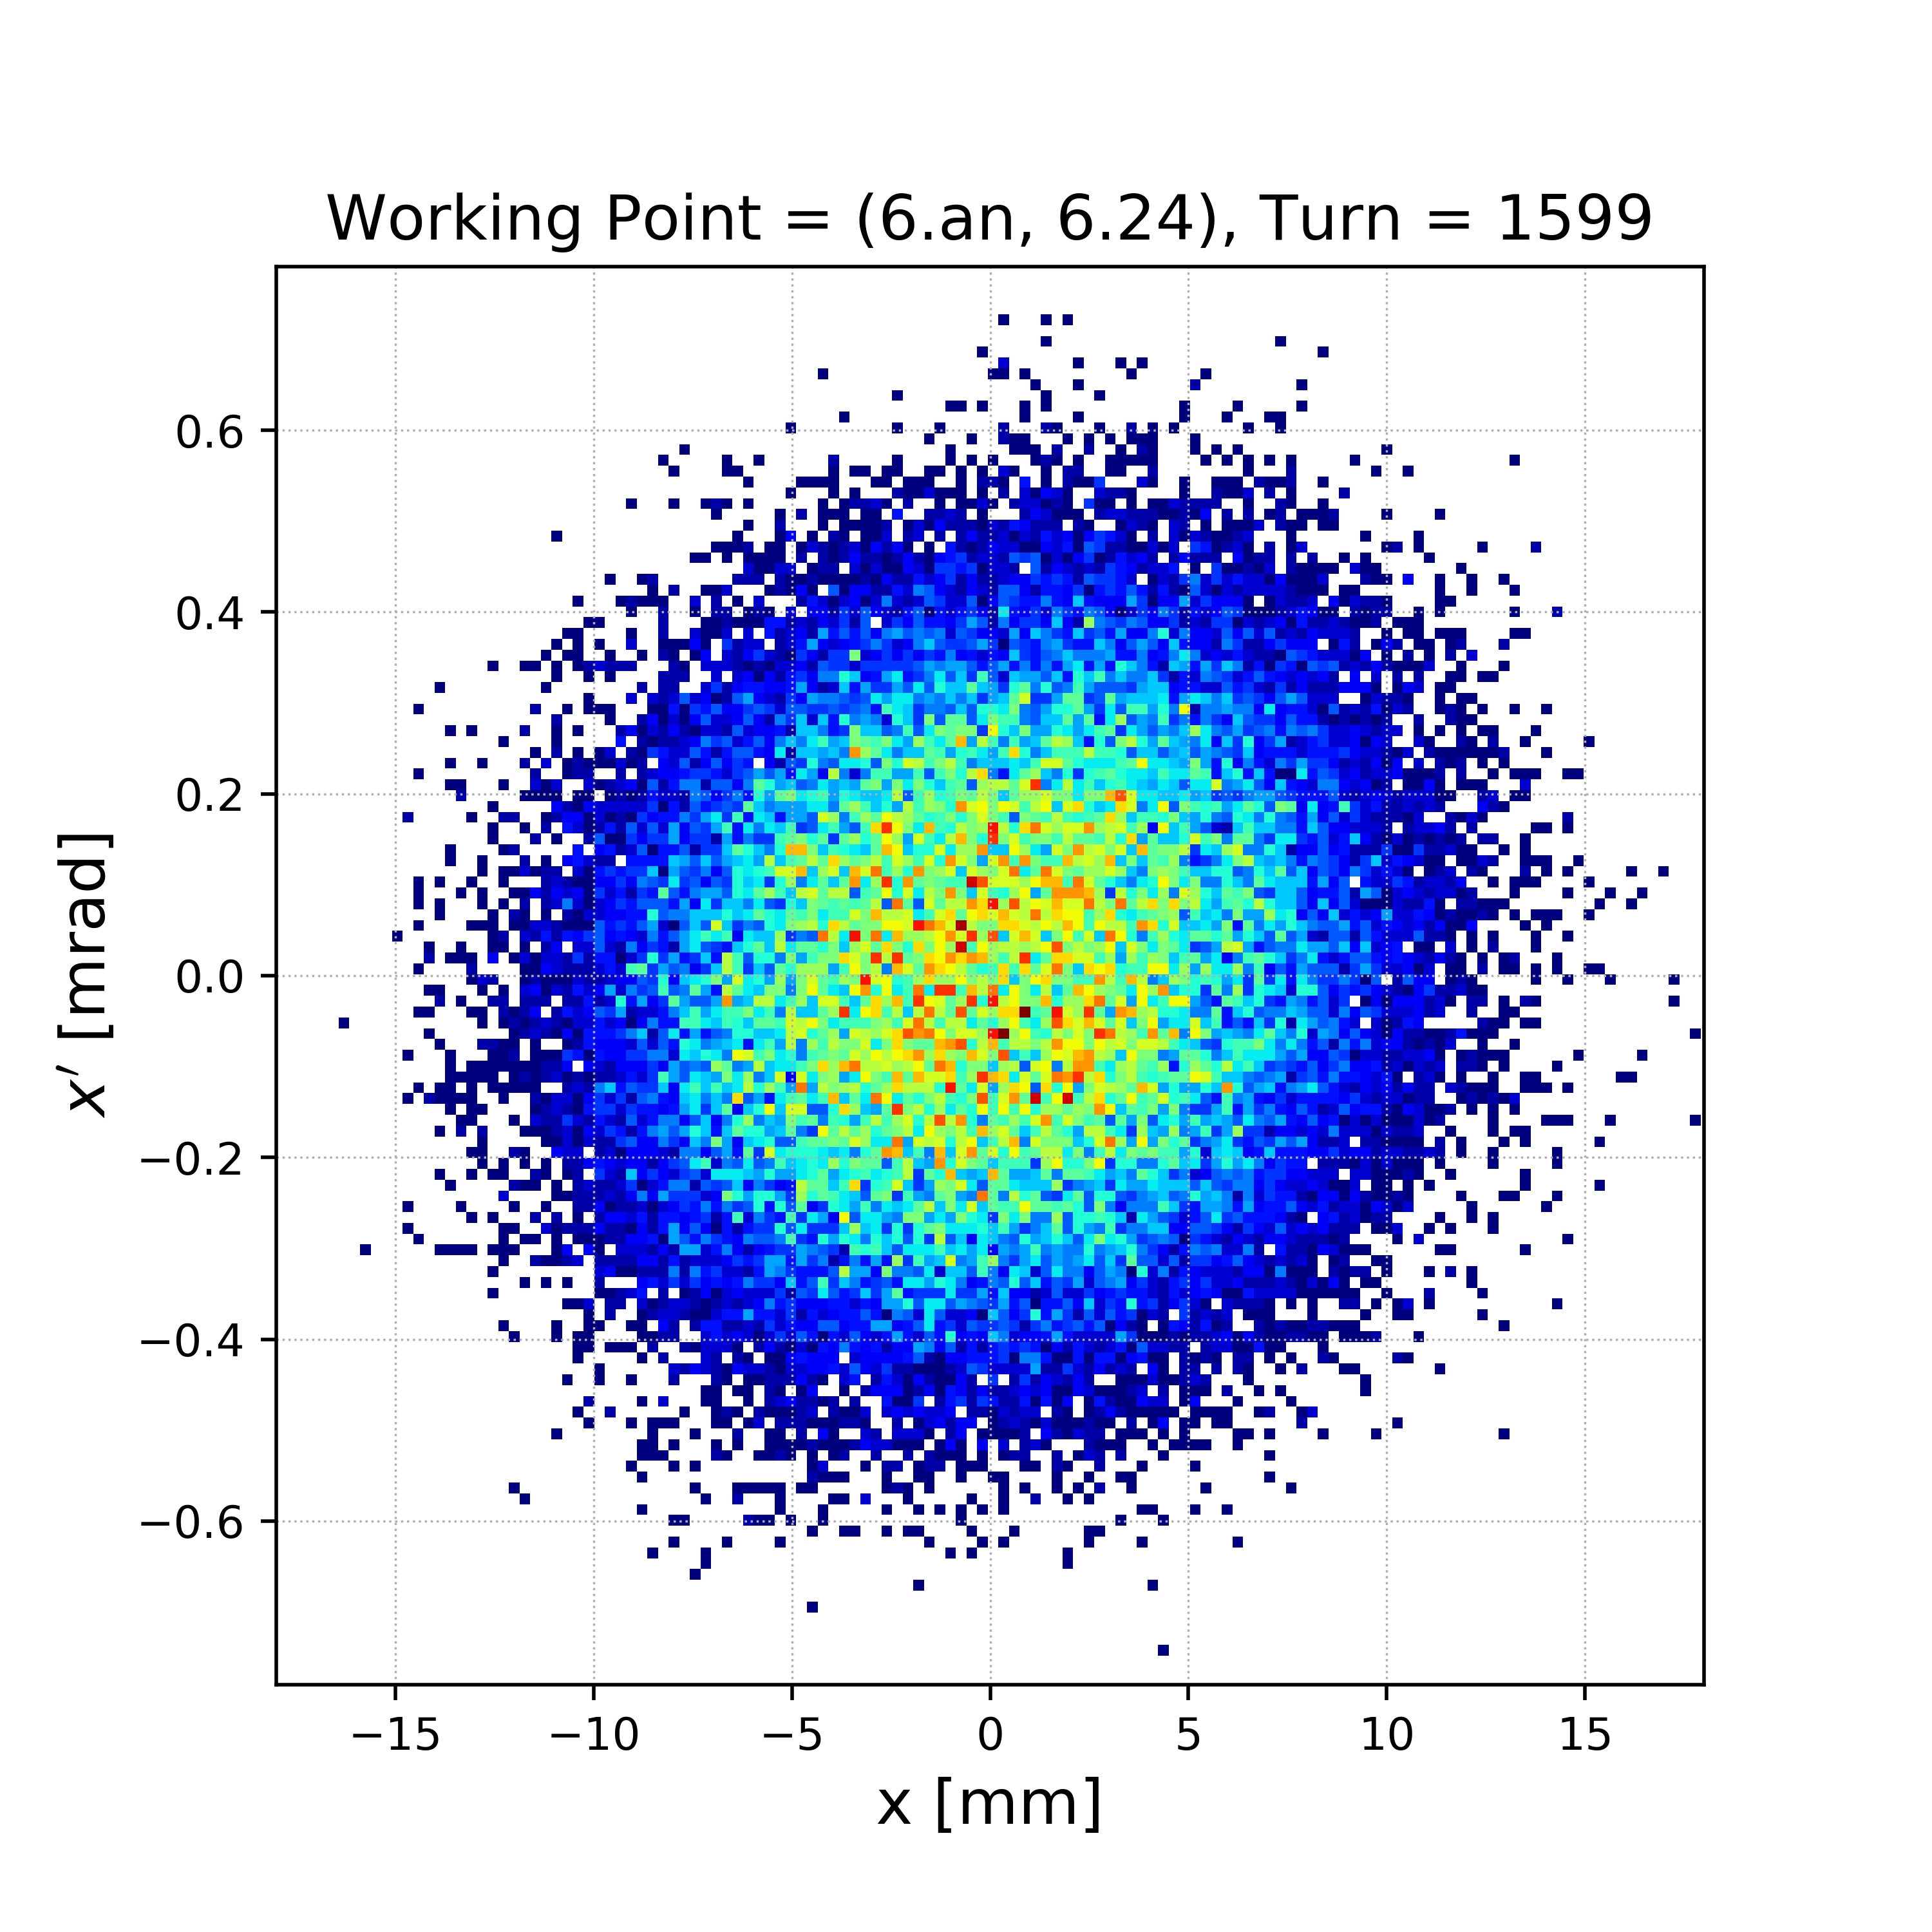 Working Point = (6.an, 6.24), Turn = 1599
0.6
0.4
0.2
0.0
−0.2
−0.4
−0.6
x′ [mrad]
−15 −10 −5 0 5 10 15
x [mm]